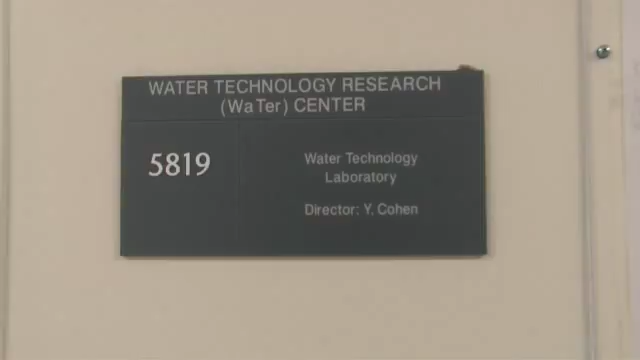 WATER TECHNOLOGY RESEARCH
(WaTer) CENTER
5819
Water Technology
Laboratory
Director: Y. Cohen